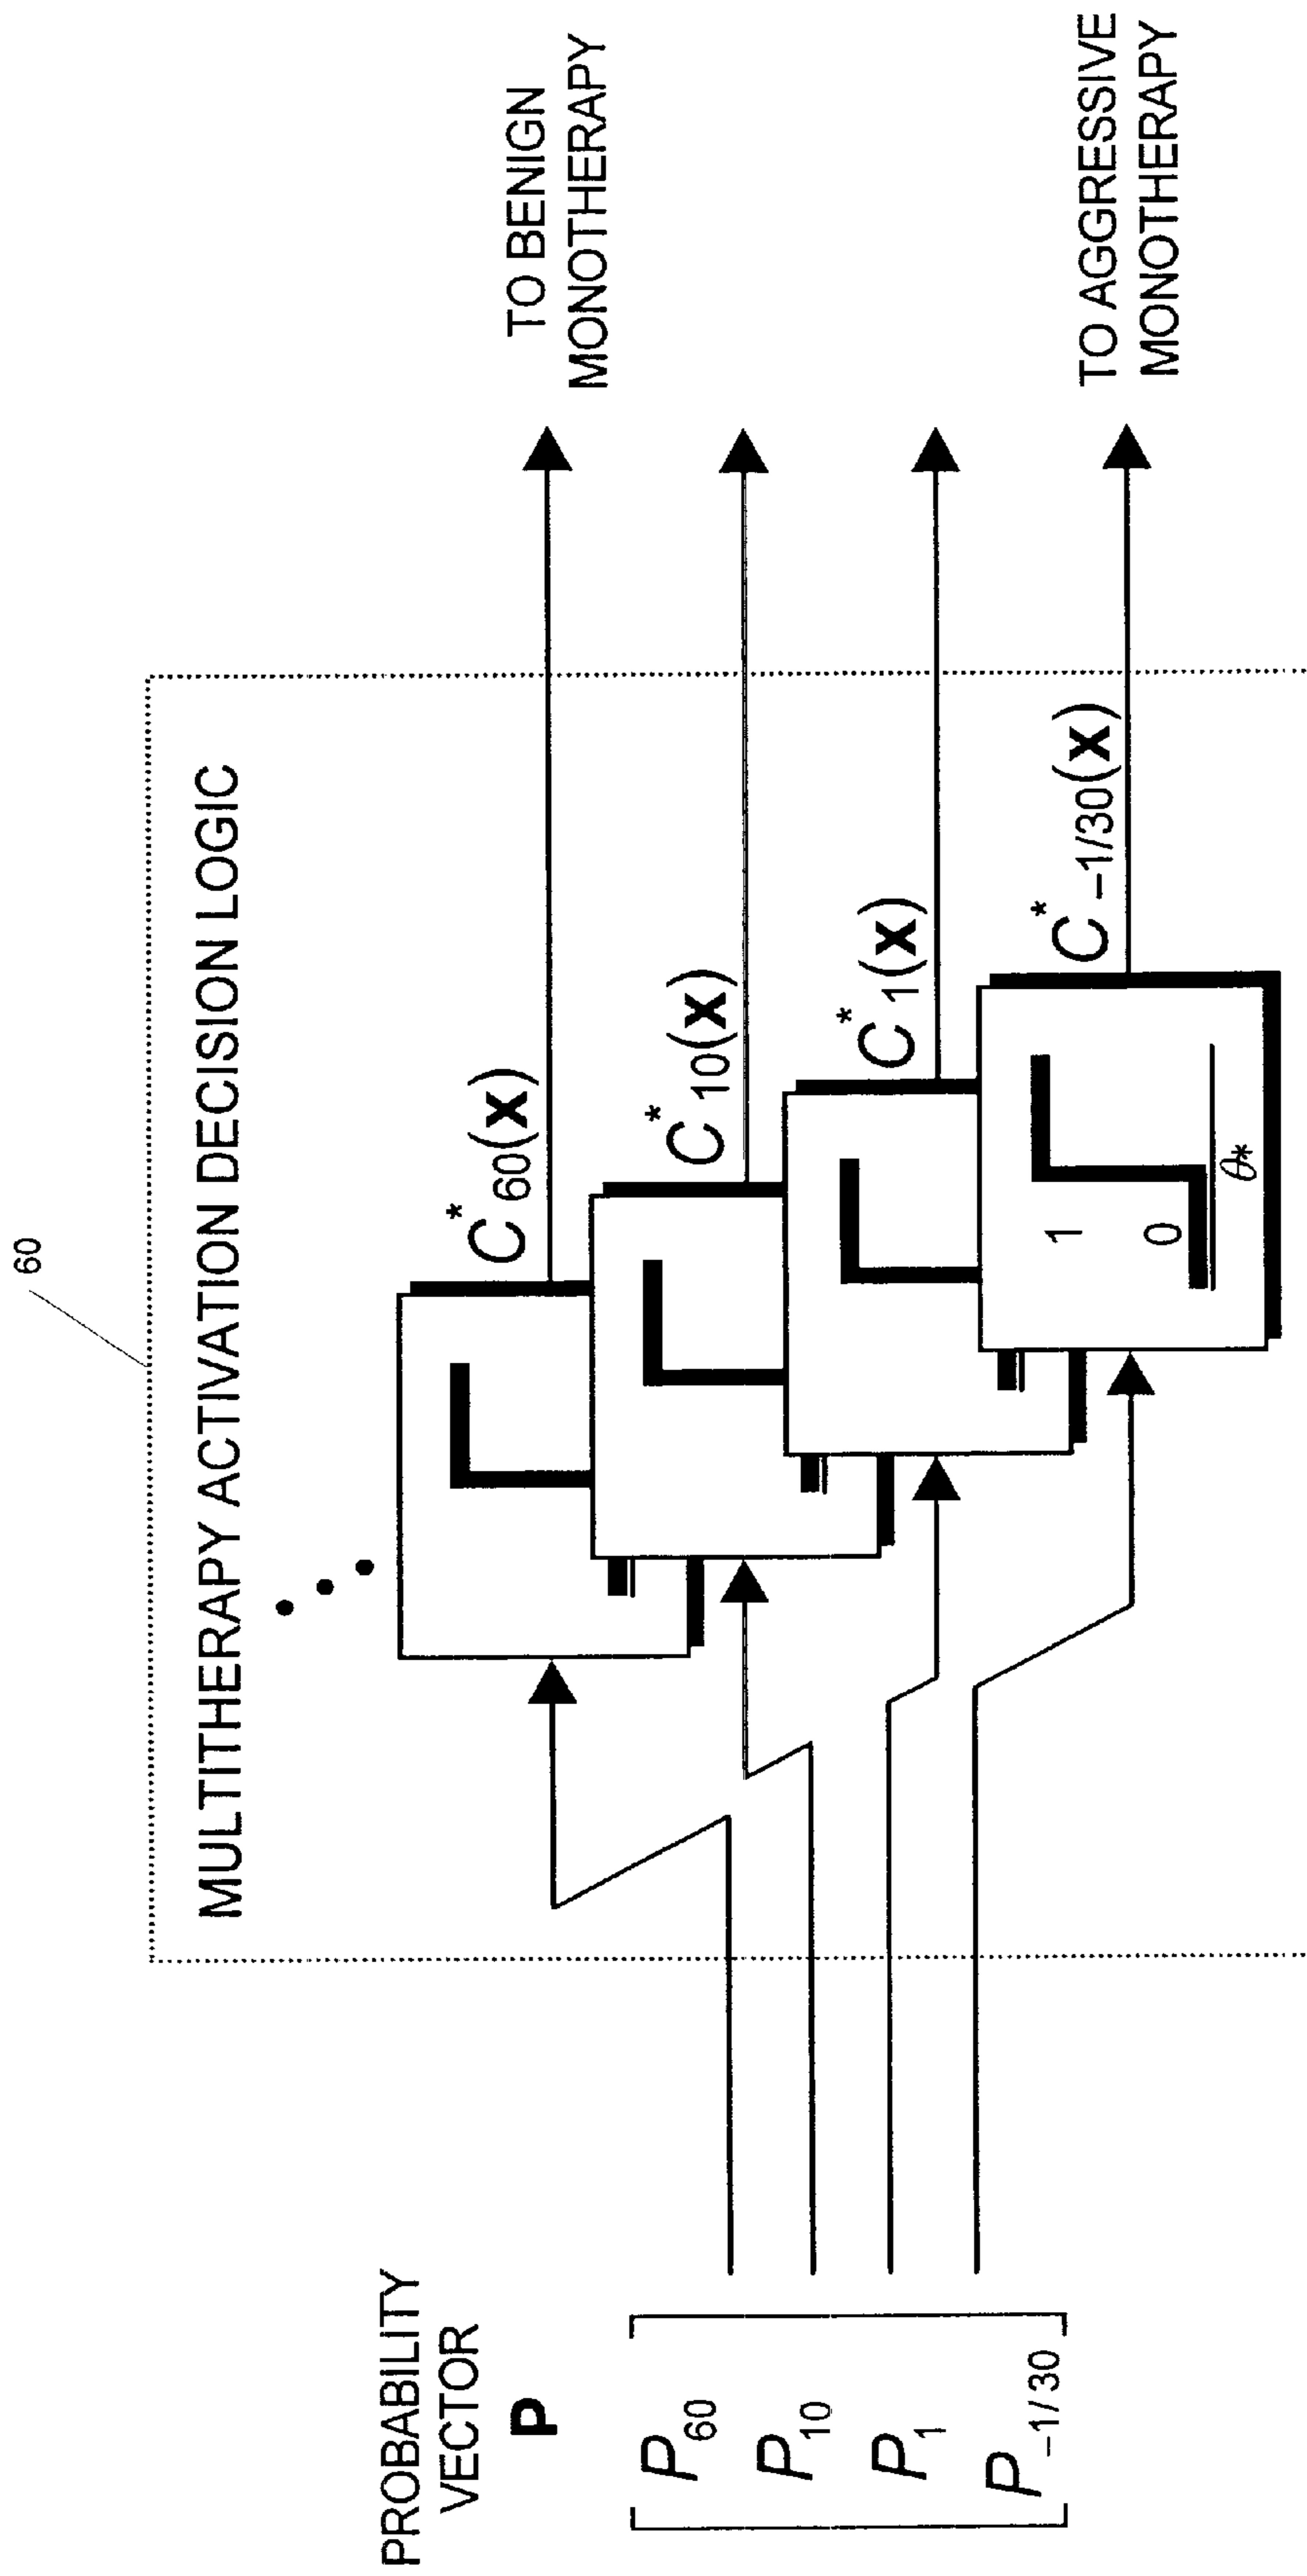 60
MULTITHERAPY ACTIVATION DECISION LOGIC
PROBABILITY
VECTOR
P
P60
P10
P1
P−1/30
C*60(x)
C*10(x)
C*1(x)
C*−1/30(x)
1
0
θ*
TO BENIGN
MONOTHERAPY
TO AGGRESSIVE
MONOTHERAPY